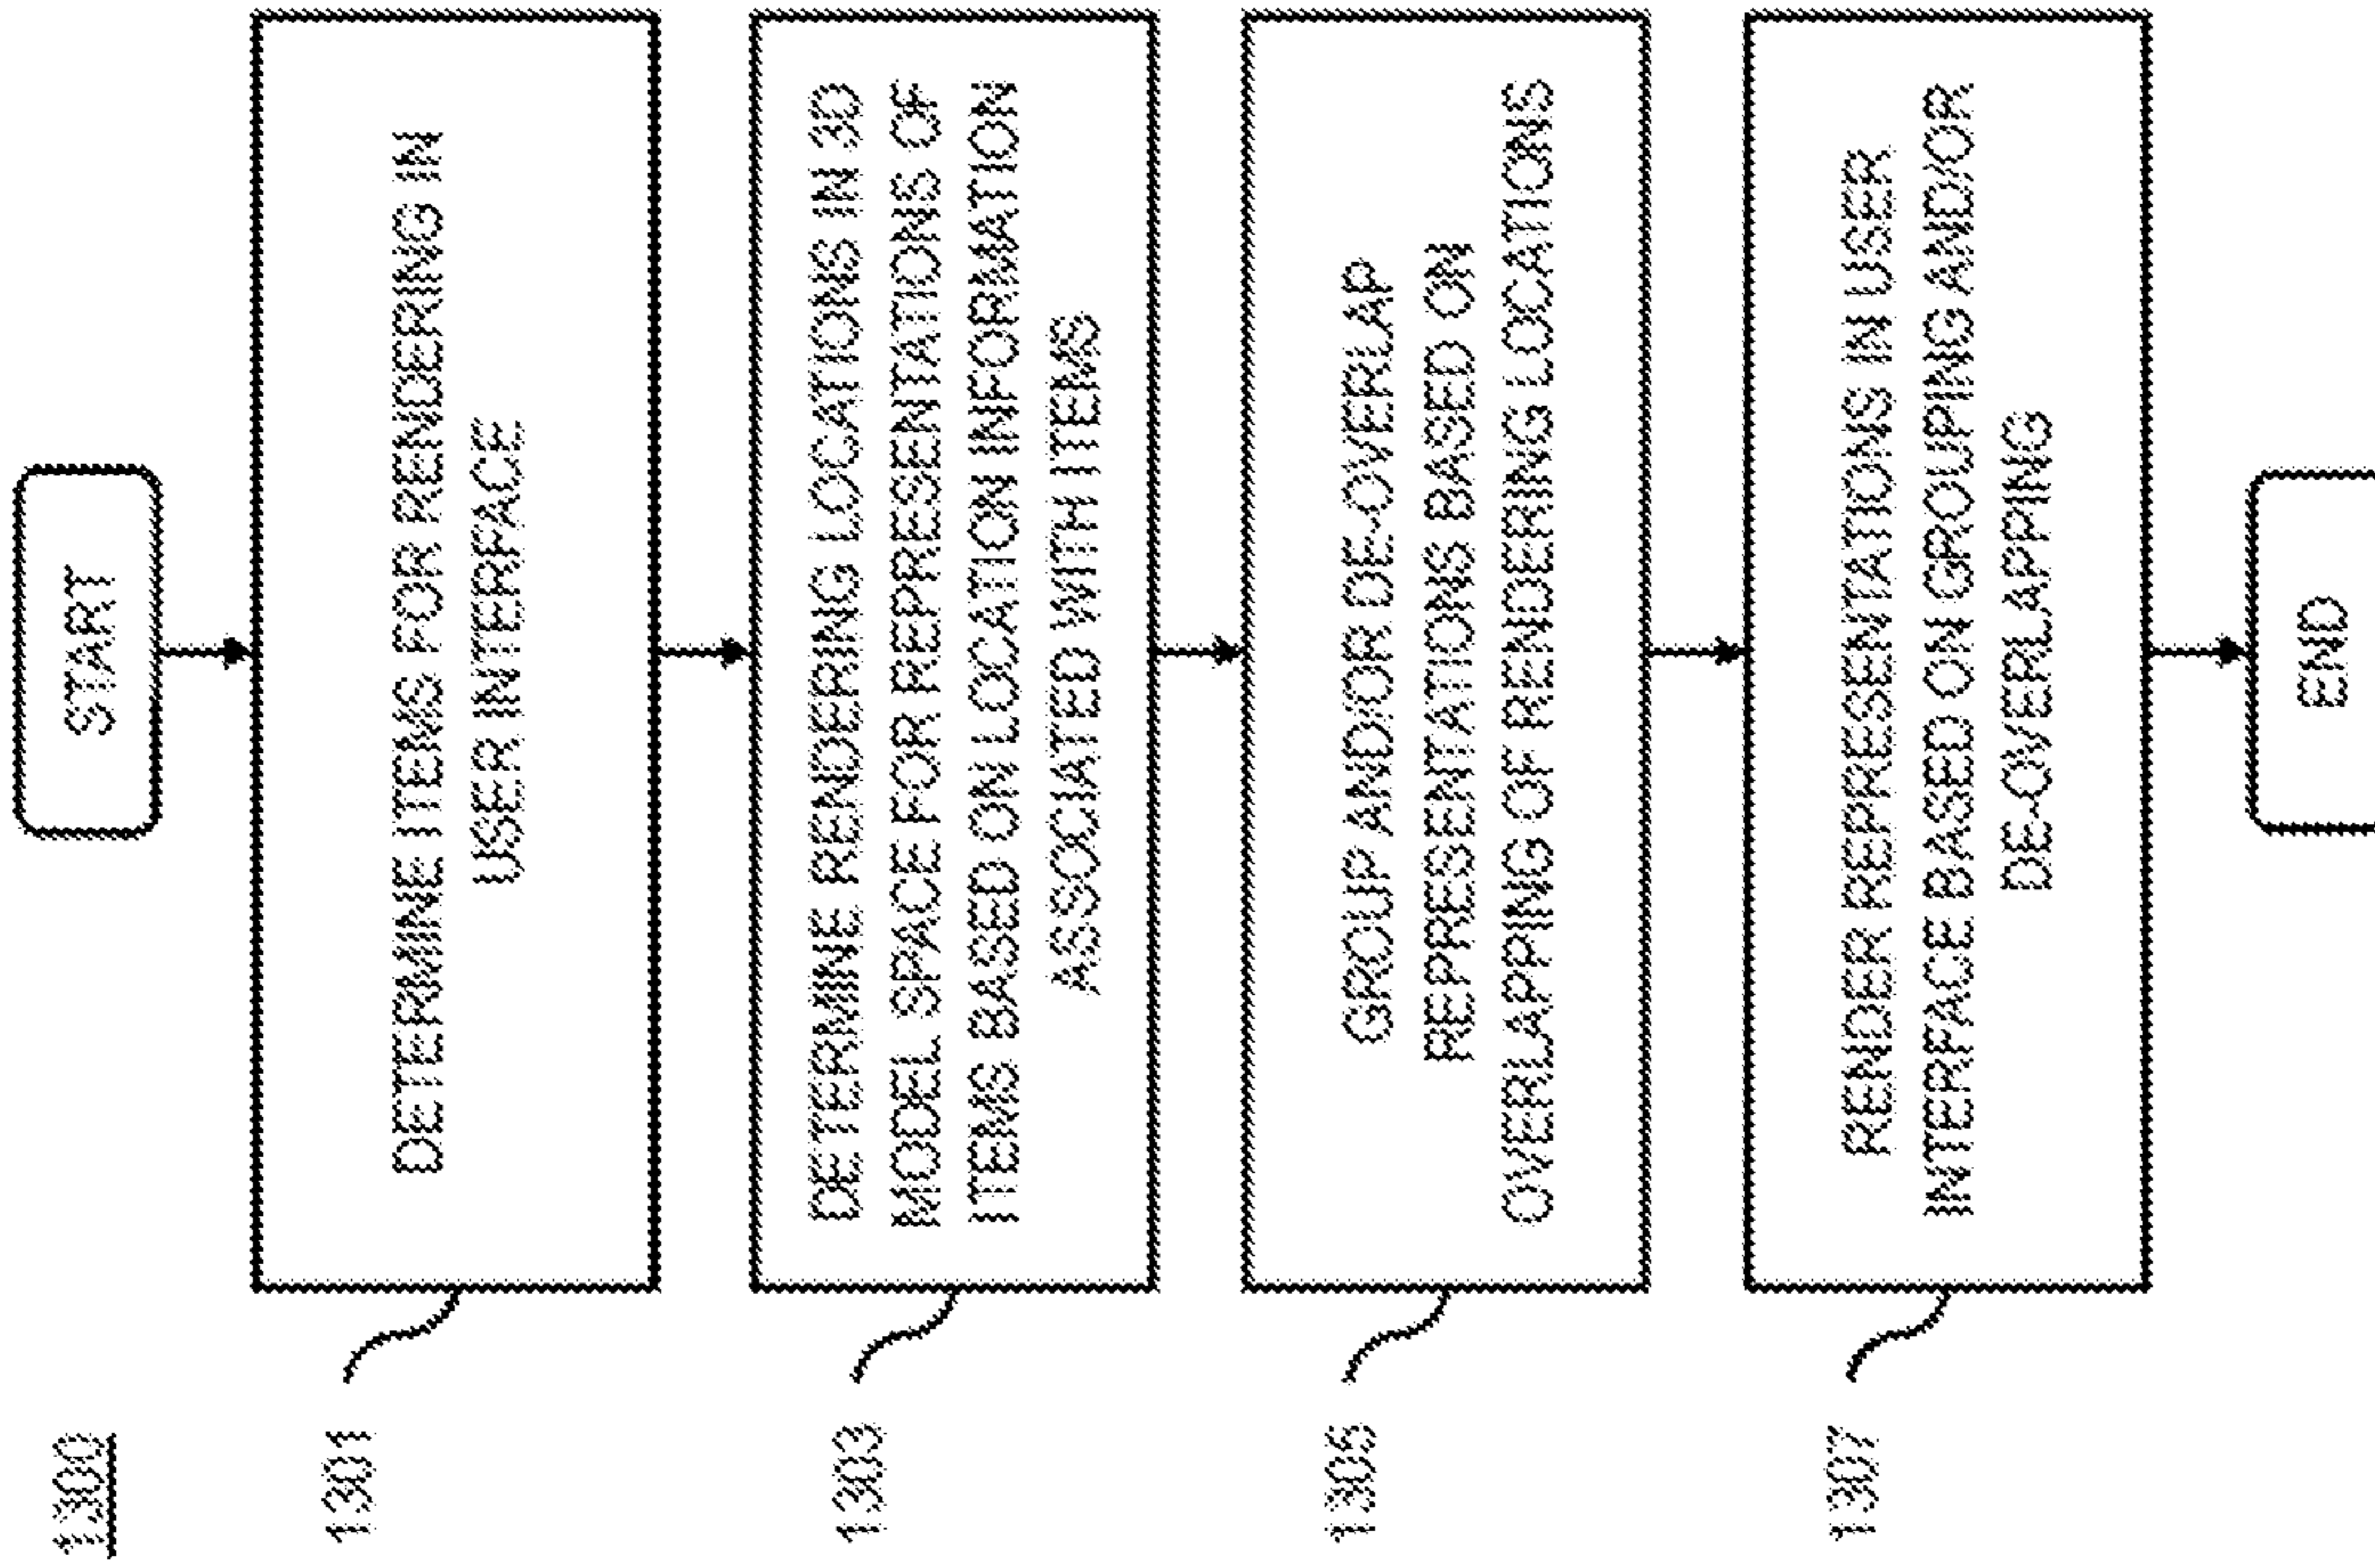 1300
START
1301
DETERMINE ITEMS FOR RENDERING IN
USER INTERFACE
1303
DETERMINE RENDERING LOCATIONS IN 3D
MODEL SPACE FOR REPRESENTATIONS OF
ITEMS BASED ON LOCATION INFORMATION
ASSOCIATED WITH ITEMS
1305
GROUP AND/OR DE-OVERLAP
REPRESENTATIONS BASED ON
OVERLAPPING OF RENDERING LOCATIONS
1307
RENDER REPRESENTATIONS IN USER
INTERFACE BASED ON GROUPING AND/OR
DE-OVERLAPPING
END